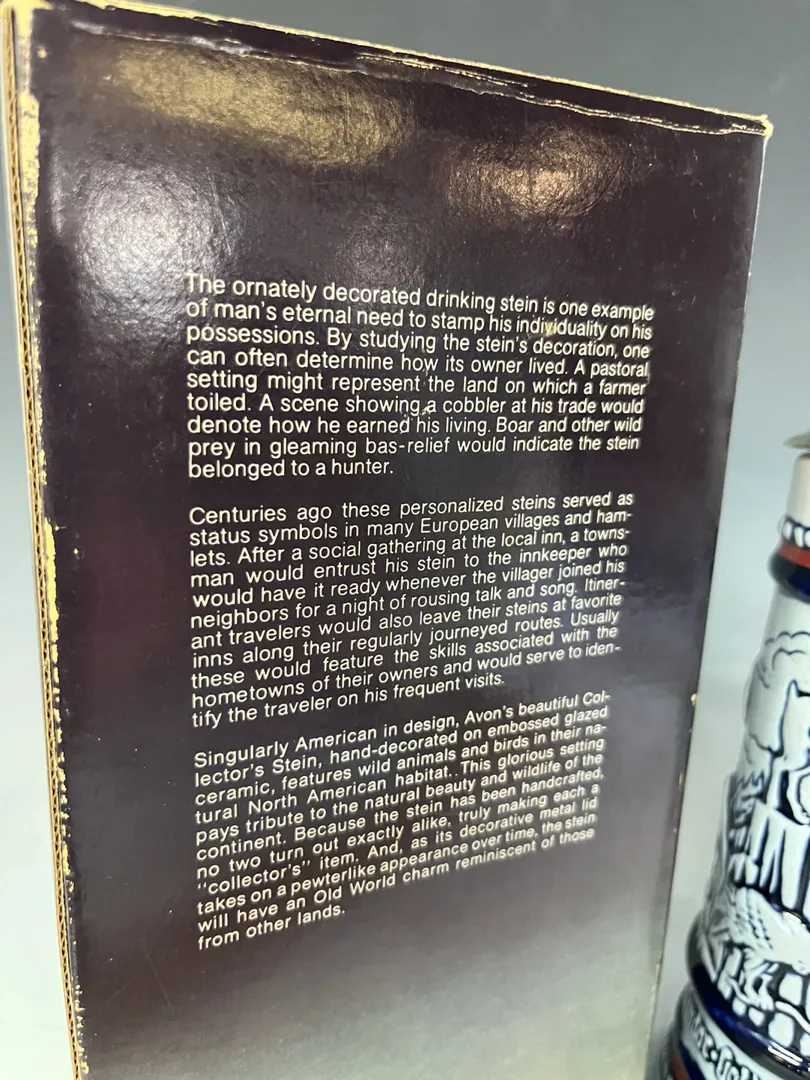 The ornately decorated drinking stein is one example
of man's eternal need to stamp his individuality on his
possessions. By studying the stein's decoration, one
can often determine how its owner lived. A pastoral
setting might represent the land on which a farmer
toiled. A scene showing a cobbler at his trade would
denote how he earned his living. Boar and other wild
prey in gleaming bas-relief would indicate the stein
belonged to a hunter.
Centuries ago these personalized steins served as
status symbols in many European villages and ham-
lets. After a social gathering at the local inn, a towns-
man would entrust his stein to the innkeeper who
would have it ready whenever the villager joined his
neighbors for a night of rousing talk and song. Itiner-
ant travelers would also leave their steins at favorite
inns along their regularly journeyed routes. Usually
these would feature the skills associated with the
hometowns of their owners and would serve to iden-
tify the traveler on his frequent visits.
Singularly American in design, Avon's beautiful Col-
lector's Stein, hand-decorated on embossed glazed
ceramic, features wild animals and birds in their na-
tural North American habitat. This glorious setting
pays tribute to the natural beauty and wildlife of the
continent. Because the stein has been handcrafted,
no two turn out exactly alike, truly making each a
"collector's" item. And, as its decorative metal lid
takes on a pewterlike appearance over time, the stein
will have an Old World charm reminiscent of those
from other lands.